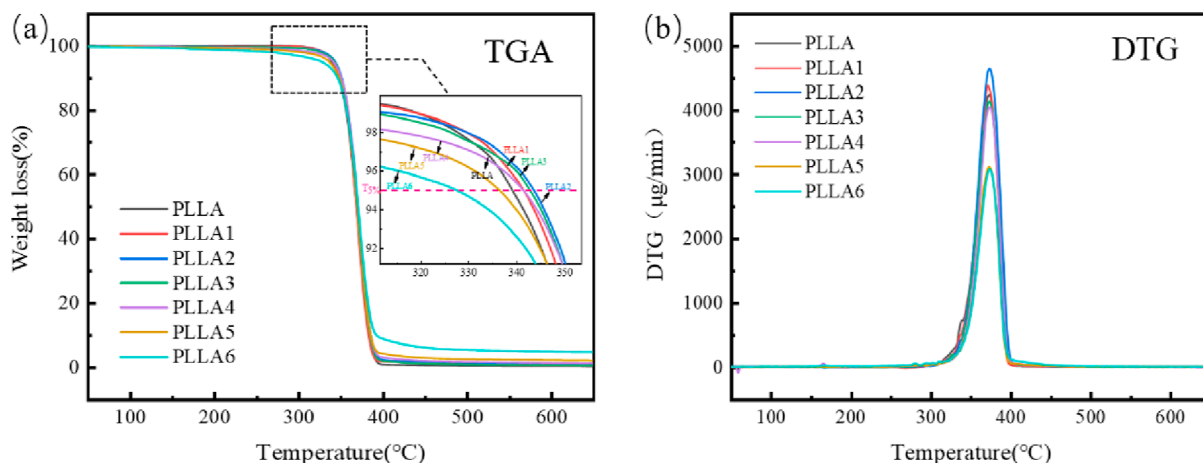 (a)
TGA
Weight loss(%)
100
80
60
40
20
0
PLLA
PLLA1
PLLA2
PLLA3
PLLA4
PLLA5
PLLA6
98
96
T5%
94
92
PLLA1
PLLA3
PLLA4
PLLA5
PLLA
PLLA6
PLLA2
320
330
340
350
100
200
300
400
500
600
Temperature(°C)
(b)
DTG
DTG（μg/min）
5000
4000
3000
2000
1000
0
PLLA
PLLA1
PLLA2
PLLA3
PLLA4
PLLA5
PLLA6
100
200
300
400
500
600
Temperature(°C)